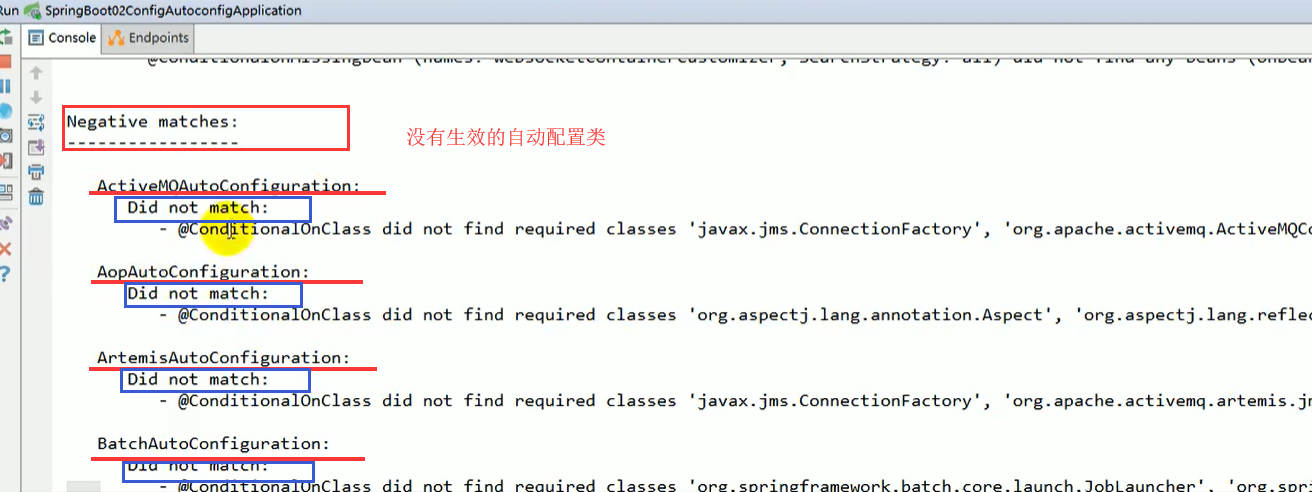 Run SpringBoot02ConfigAutoconfigApplication
Console Endpoints
@ConditionalOnMissingBean (names: websocketContainerCustomizer; SearchStrategy: all) did not find any beans (OnBean
Negative matches:
-----------------
没有生效的自动配置类
ActiveMQAutoConfiguration:
Did not match:
- @ConditionalOnClass did not find required classes 'javax.jms.ConnectionFactory', 'org.apache.activemq.ActiveMQCo
AopAutoConfiguration:
Did not match:
- @ConditionalOnClass did not find required classes 'org.aspectj.lang.annotation.Aspect', 'org.aspectj.lang.reflec
ArtemisAutoConfiguration:
Did not match:
- @ConditionalOnClass did not find required classes 'javax.jms.ConnectionFactory', 'org.apache.activemq.artemis.jm
BatchAutoConfiguration:
Did not match:
- @ConditionalOnClass did not find required classes 'org.springframework.batch.core.launch.JobLauncher', 'org.spr